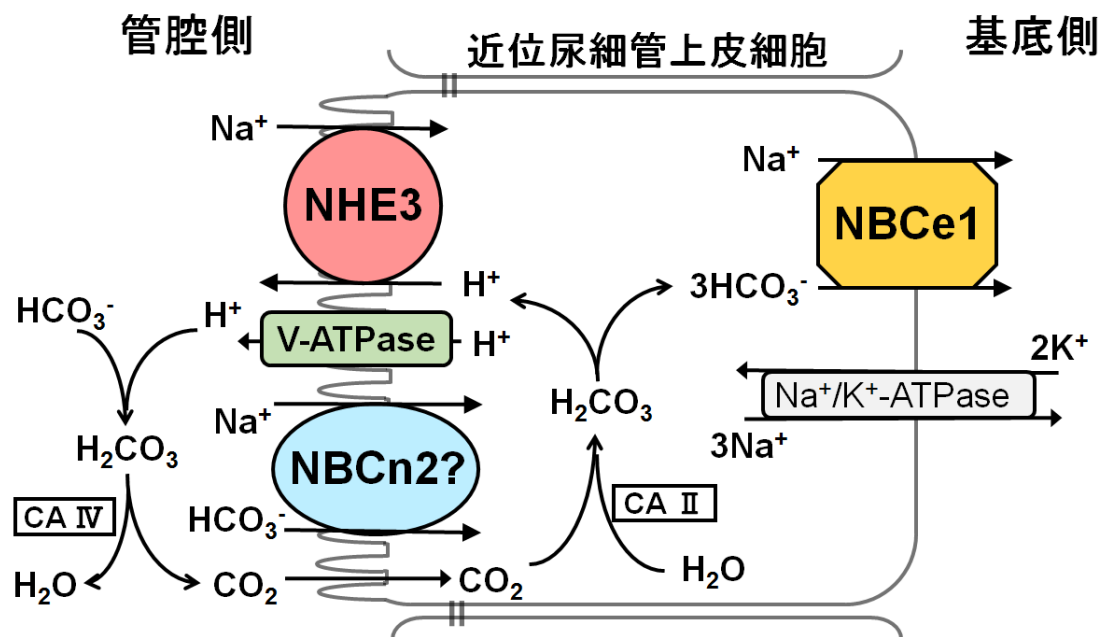 管腔側
近位尿細管上皮細胞
基底側
Na⁺
NHE3
H⁺
Na⁺
NBCe1
3HCO₃⁻
HCO₃⁻
H⁺
V-ATPase
H⁺
2K⁺
Na⁺/K⁺-ATPase
3Na⁺
H₂CO₃
Na⁺
NBCn2?
HCO₃⁻
H₂CO₃
CA Ⅳ
H₂O
CO₂
CO₂
CA Ⅱ
H₂O